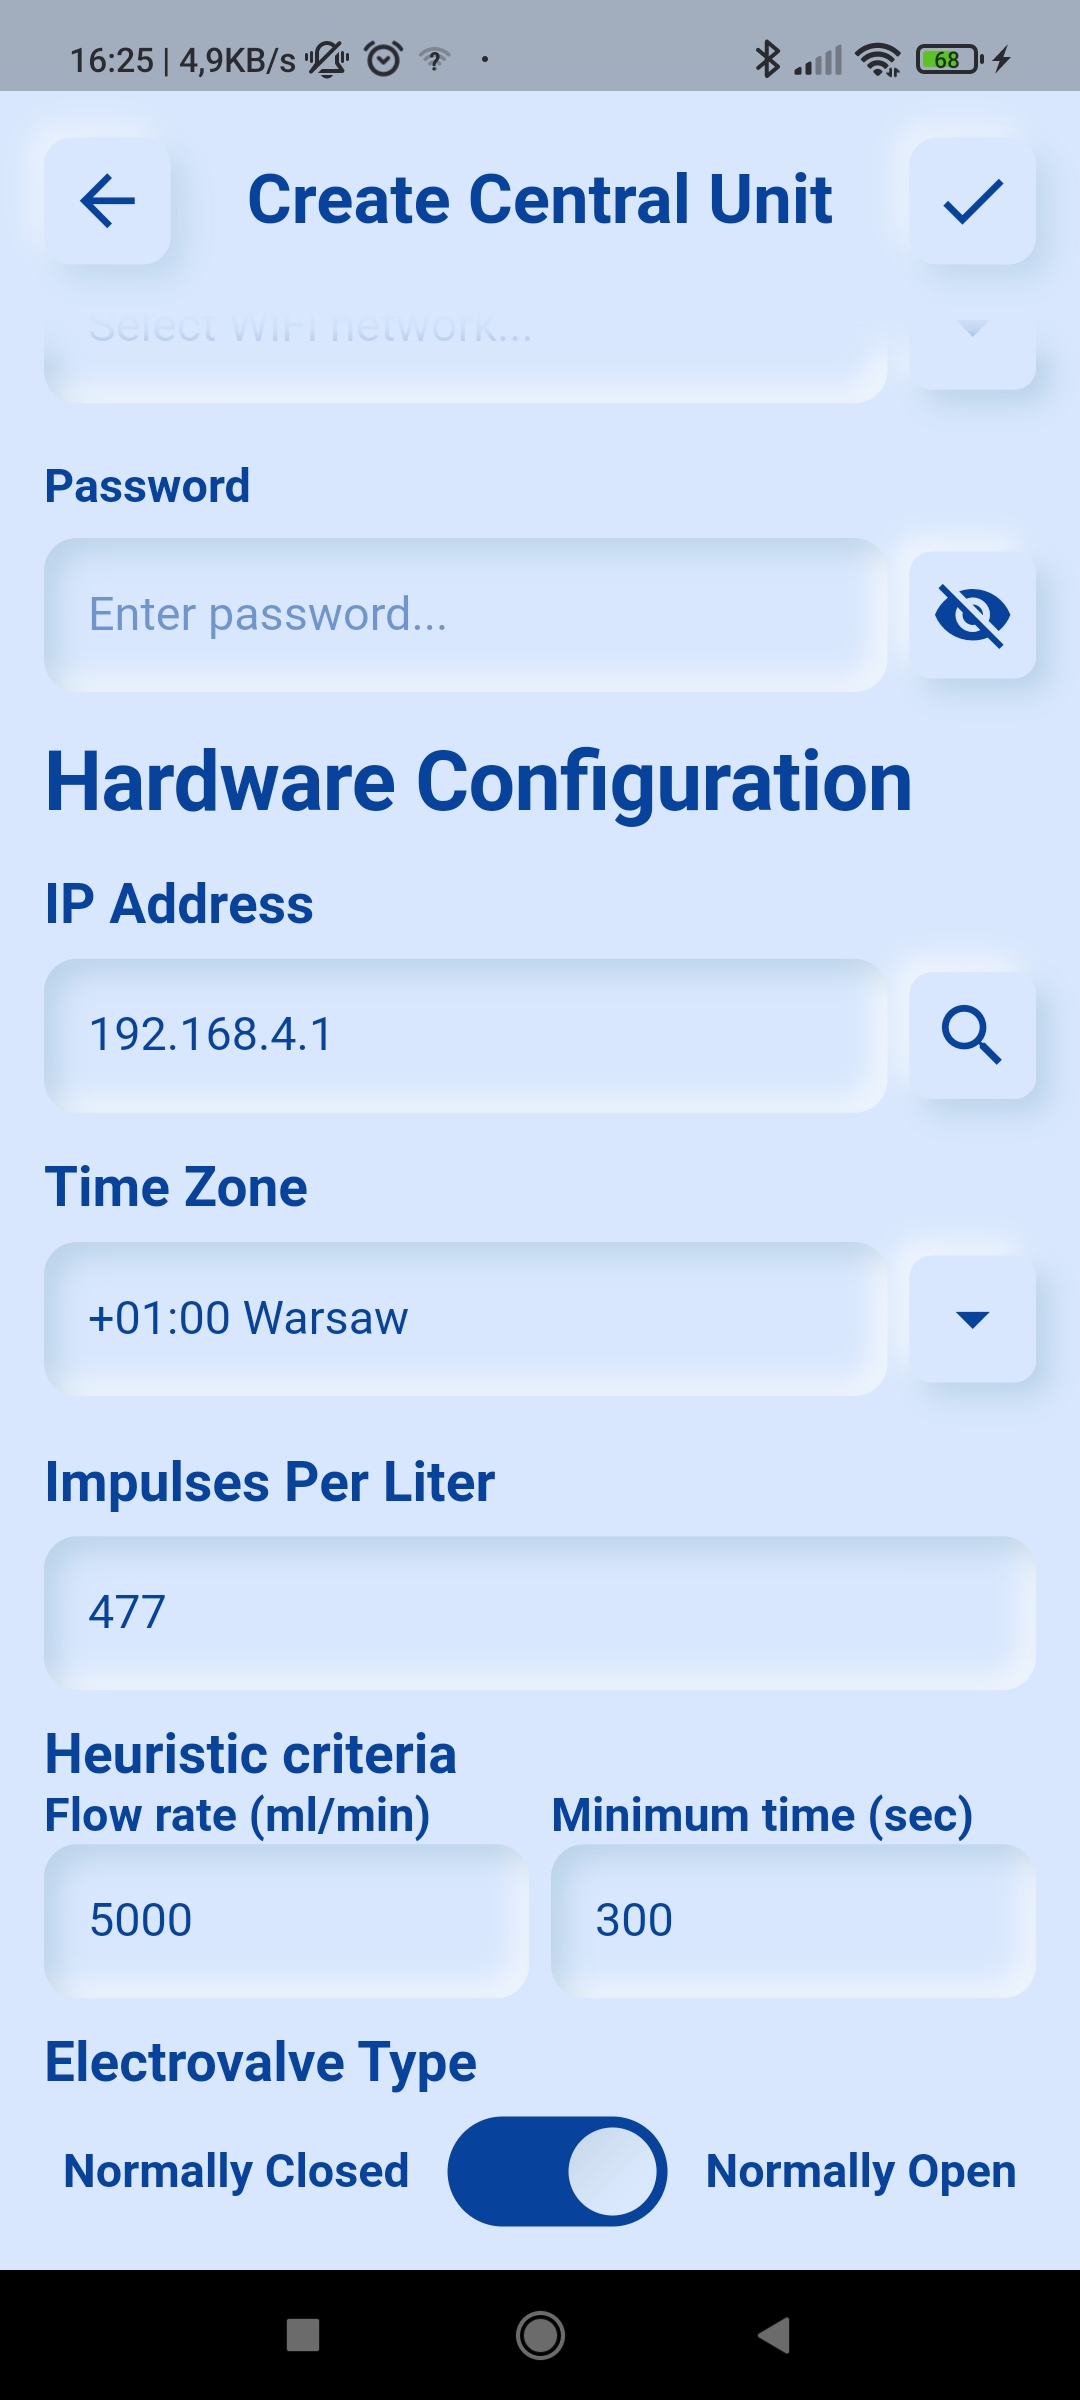 16:25 | 4,9KB/s
68
Create Central Unit
Select WiFi network...
Password
Enter password...
Hardware Configuration
IP Address
192.168.4.1
Time Zone
+01:00 Warsaw
Impulses Per Liter
477
Heuristic criteria
Flow rate (ml/min) Minimum time (sec)
5000 300
Electrovalve Type
Normally Closed Normally Open